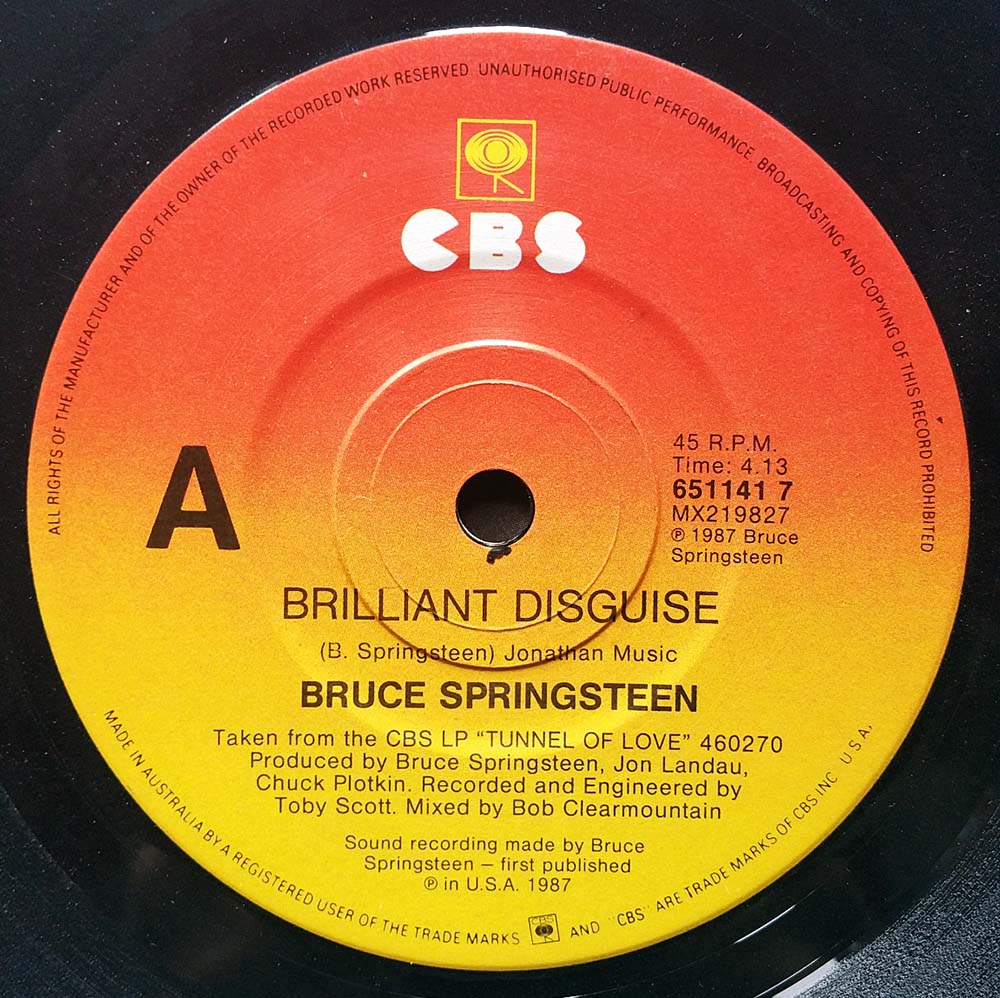 ALL RIGHTS OF THE MANUFACTURER AND OF THE OWNER OF THE RECORDED WORK RESERVED. UNAUTHORISED PUBLIC PERFORMANCE. BROADCASTING AND COPYING OF THIS RECORD PROHIBITED
CBS
A
45 R.P.M.
Time: 4.13
651141 7
MX219827
℗ 1987 Bruce
Springsteen
BRILLIANT DISGUISE
(B. Springsteen) Jonathan Music
BRUCE SPRINGSTEEN
Taken from the CBS LP “TUNNEL OF LOVE” 460270
Produced by Bruce Springsteen, Jon Landau,
Chuck Plotkin. Recorded and Engineered by
Toby Scott. Mixed by Bob Clearmountain
Sound recording made by Bruce
Springsteen – first published
℗ in U.S.A. 1987
MADE IN AUSTRALIA BY A REGISTERED USER OF THE TRADE MARKS CBS AND "CBS" ARE TRADE MARKS OF CBS INC U.S.A.